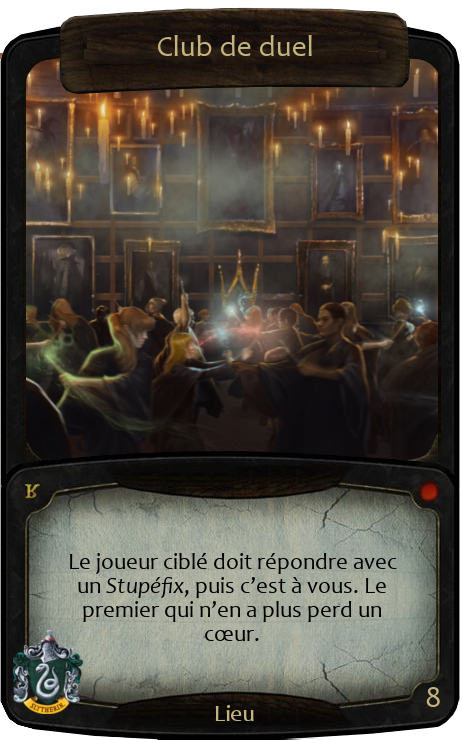 Club de duel
Le joueur ciblé doit répondre avec
un Stupéfix, puis c'est à vous. Le
premier qui n'en a plus perd un
cœur.
SLYTHERIN
8
Lieu